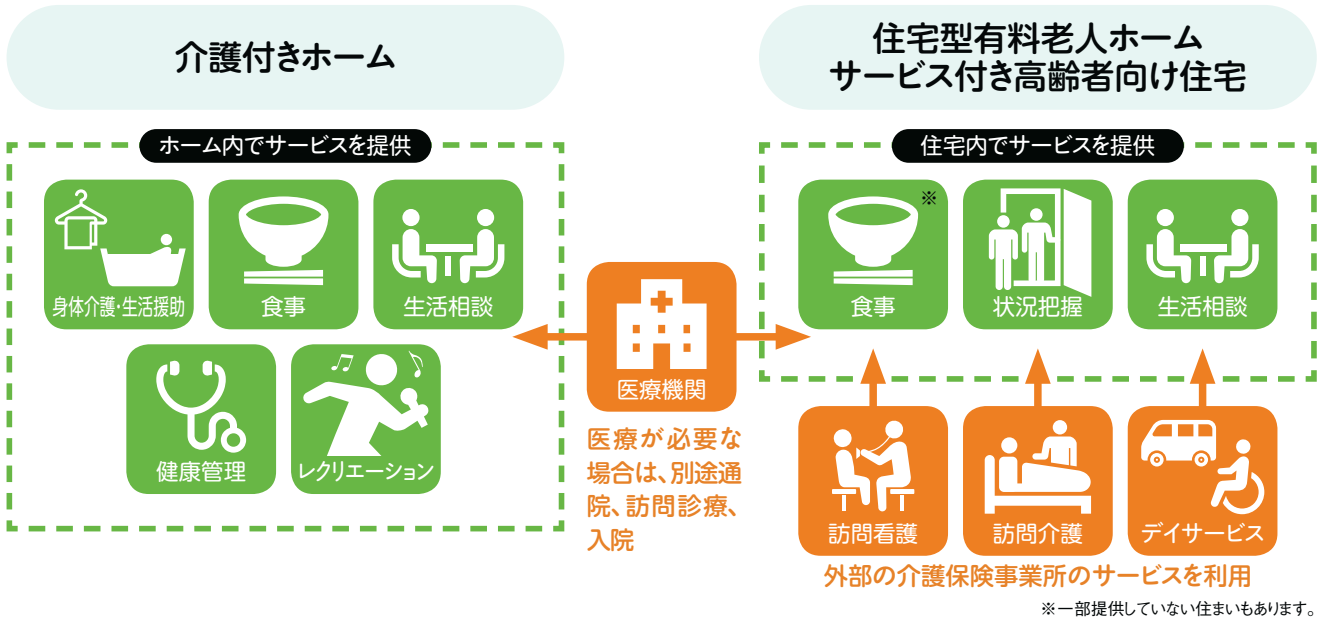 介護付きホーム
ホーム内でサービスを提供
身体介護・生活援助
食事
生活相談
健康管理
レクリエーション
医療機関
医療が必要な
場合は、別途通
院、訪問診療、
入院
住宅型有料老人ホーム
サービス付き高齢者向け住宅
住宅内でサービスを提供
※
食事
状況把握
生活相談
訪問看護
訪問介護
デイサービス
外部の介護保険事業所のサービスを利用
※一部提供していない住まいもあります。